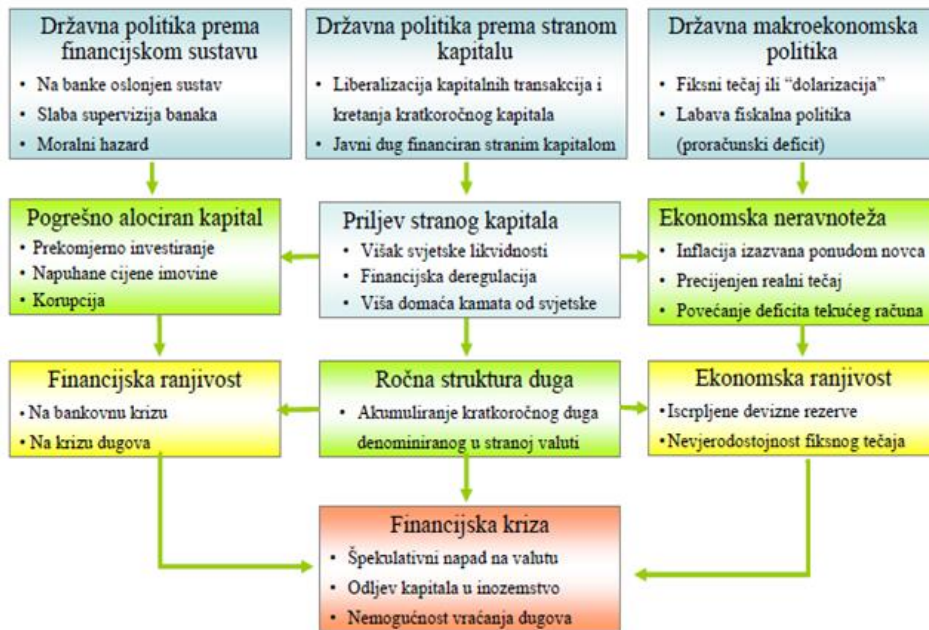 Državna politika prema
financijskom sustavu
• Na banke oslonjen sustav
• Slaba supervizija banaka
• Moralni hazard
Državna politika prema stranom
kapitalu
• Liberalizacija kapitalnih transakcija i
kretanja kratkoročnog kapitala
• Javni dug financiran stranim kapitalom
Državna makroekonomska
politika
• Fiksni tečaj ili “dolarizacija”
• Labava fiskalna politika
(proračunski deficit)
Pogrešno alociran kapital
• Prekomjerno investiranje
• Napuhane cijene imovine
• Korupcija
Priljev stranog kapitala
• Višak svjetske likvidnosti
• Financijska deregulacija
• Viša domaća kamata od svjetske
Ekonomska neravnoteža
• Inflacija izazvana ponudom novca
• Precijenjen realni tečaj
• Povećanje deficita tekućeg računa
Financijska ranjivost
• Na bankovnu krizu
• Na krizu dugova
Ročna struktura duga
• Akumuliranje kratkoročnog duga
denominiranog u stranoj valuti
Ekonomska ranjivost
• Iscrpljene devizne rezerve
• Nevjerodostojnost fiksnog tečaja
Financijska kriza
• Špekulativni napad na valutu
• Odljev kapitala u inozemstvo
• Nemogućnost vraćanja dugova